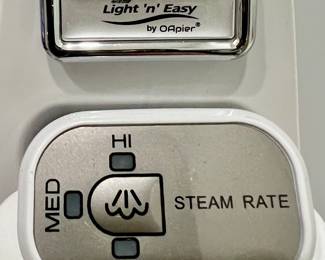 Light 'n' Easy
by OApier
HI
MED
STEAM RATE